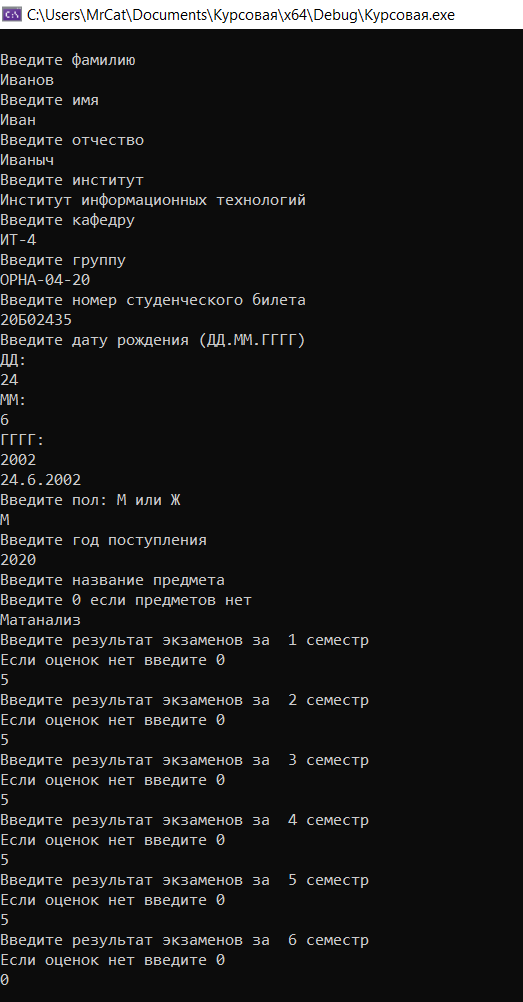 C:\Users\MrCat\Documents\Курсовая\x64\Debug\Курсовая.exe
Введите фамилию
Иванов
Введите имя
Иван
Введите отчество
Иваныч
Введите институт
Институт информационных технологий
Введите кафедру
ИТ-4
Введите группу
ОРНА-04-20
Введите номер студенческого билета
20Б02435
Введите дату рождения (ДД.ММ.ГГГГ)
ДД:
24
ММ:
6
ГГГГ:
2002
24.6.2002
Введите пол: М или Ж
М
Введите год поступления
2020
Введите название предмета
Введите 0 если предметов нет
Матанализ
Введите результат экзаменов за  1 семестр
Если оценок нет введите 0
5
Введите результат экзаменов за  2 семестр
Если оценок нет введите 0
5
Введите результат экзаменов за  3 семестр
Если оценок нет введите 0
5
Введите результат экзаменов за  4 семестр
Если оценок нет введите 0
5
Введите результат экзаменов за  5 семестр
Если оценок нет введите 0
5
Введите результат экзаменов за  6 семестр
Если оценок нет введите 0
0